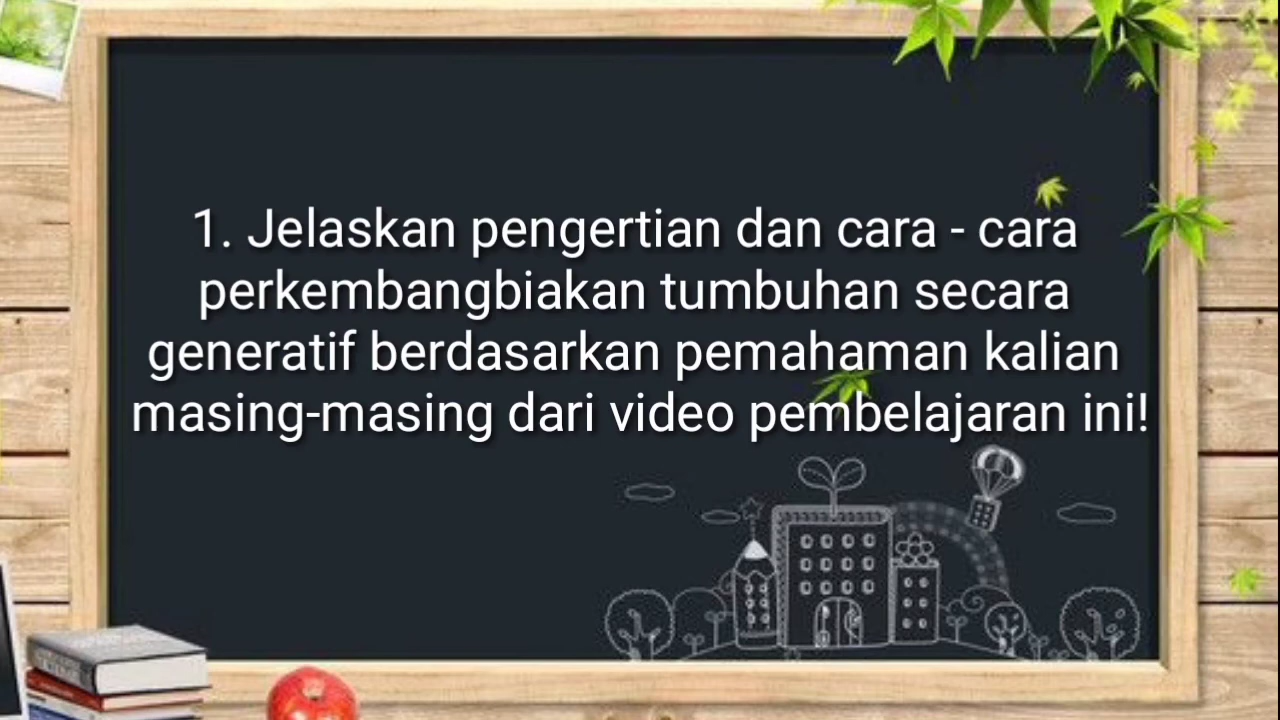 1. Jelaskan pengertian dan cara - cara
perkembangbiakan tumbuhan secara
generatif berdasarkan pemahaman kalian
masing-masing dari video pembelajaran ini!